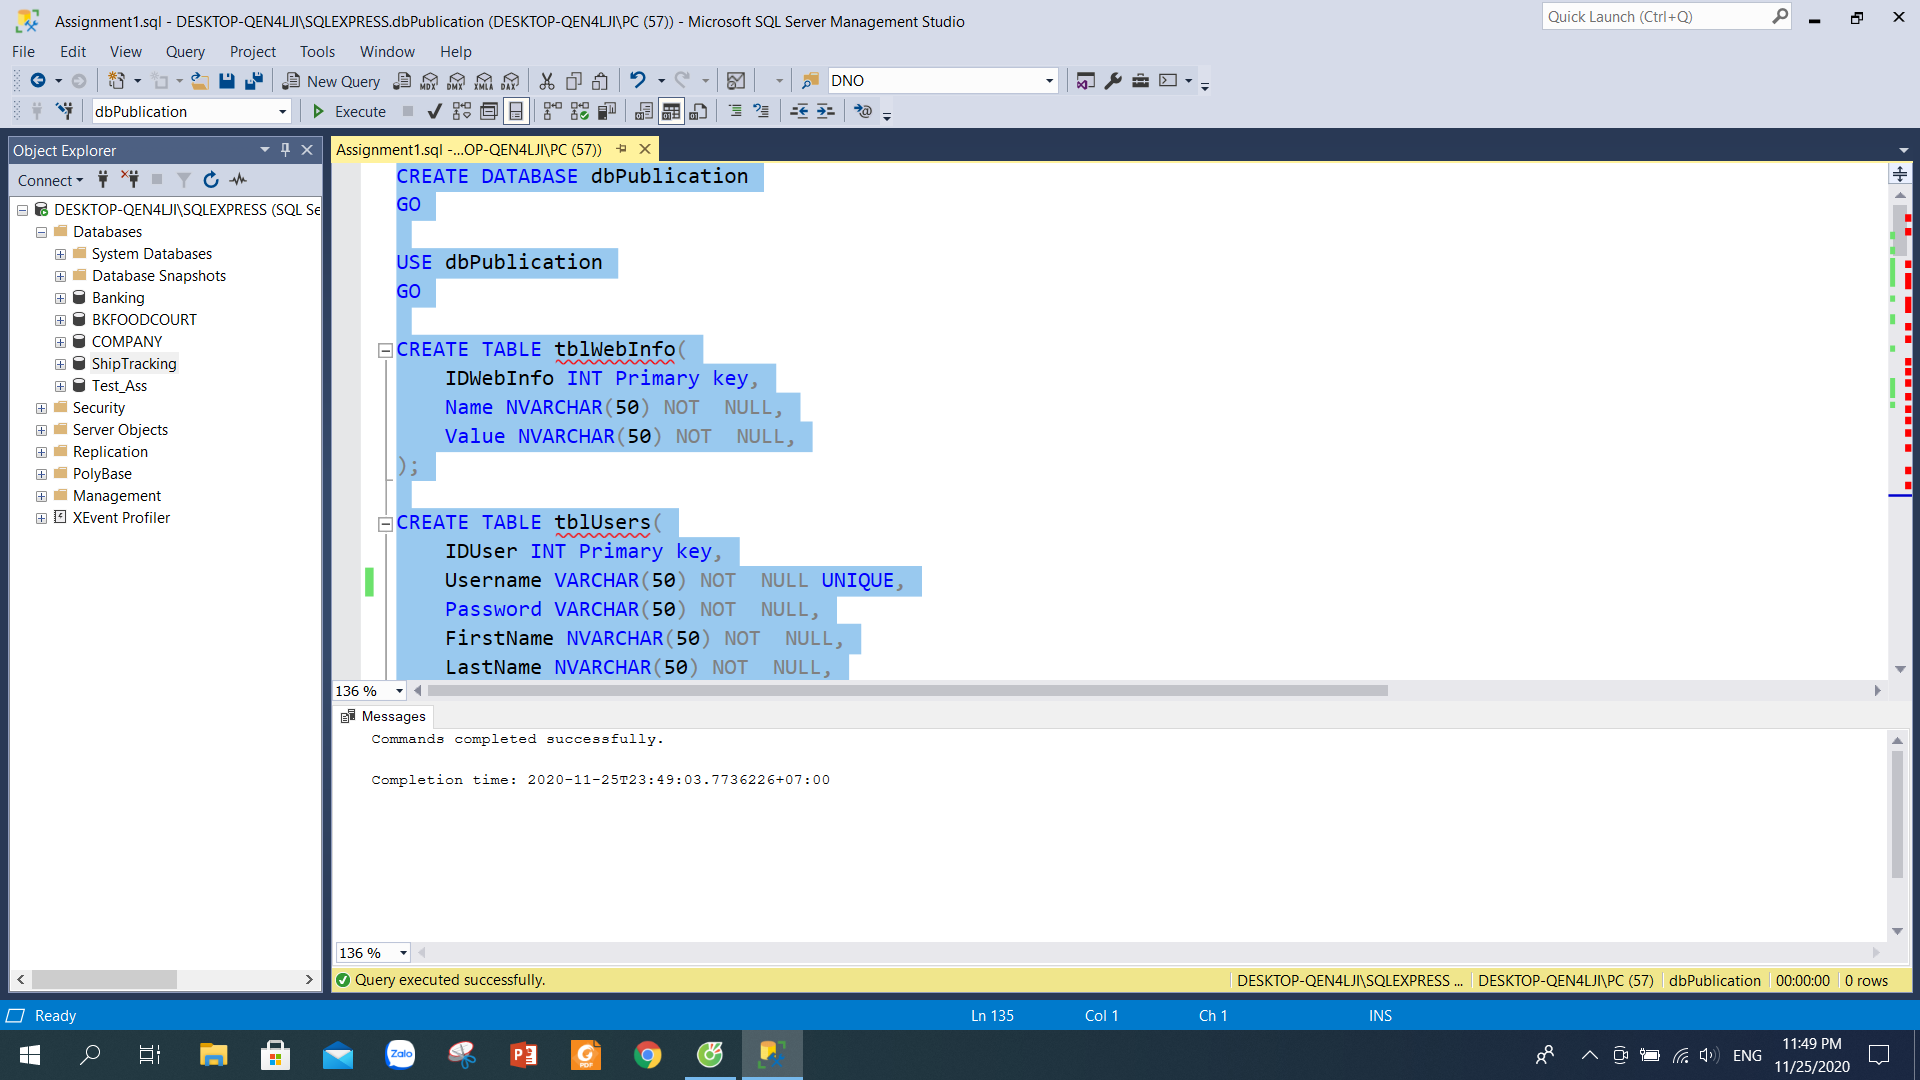 Assignment1.sql - DESKTOP-QEN4LJI\SQLEXPRESS.dbPublication (DESKTOP-QEN4LJI\PC (57)) - Microsoft SQL Server Management Studio
Quick Launch (Ctrl+Q)
File Edit View Query Project Tools Window Help
New Query MDX DMX XMLA DAX DNO
dbPublication Execute
Object Explorer
Connect
DESKTOP-QEN4LJI\SQLEXPRESS (SQL Se
Databases
System Databases
Database Snapshots
Banking
BKFOODCOURT
COMPANY
ShipTracking
Test_Ass
Security
Server Objects
Replication
PolyBase
Management
XEvent Profiler
Assignment1.sql -...OP-QEN4LJI\PC (57))
CREATE DATABASE dbPublication
GO
USE dbPublication
GO
CREATE TABLE tblWebInfo(
IDWebInfo INT Primary key,
Name NVARCHAR(50) NOT  NULL,
Value NVARCHAR(50) NOT  NULL,
);
CREATE TABLE tblUsers(
IDUser INT Primary key,
Username VARCHAR(50) NOT  NULL UNIQUE,
Password VARCHAR(50) NOT  NULL,
FirstName NVARCHAR(50) NOT  NULL,
LastName NVARCHAR(50) NOT  NULL,
136 %
Messages
Commands completed successfully.
Completion time: 2020-11-25T23:49:03.7736226+07:00
136 %
Query executed successfully.
DESKTOP-QEN4LJI\SQLEXPRESS ... DESKTOP-QEN4LJI\PC (57) dbPublication 00:00:00 0 rows
Ready Ln 135 Col 1 Ch 1 INS
Zalo
PDF
ENG
11:49 PM
11/25/2020